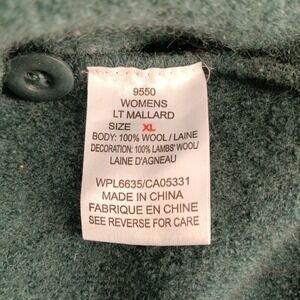 9550
WOMENS
LT MALLARD
SIZE XL
BODY: 100% WOOL / LAINE
DECORATION: 100% LAMBS' WOOL/
LAINE D'AGNEAU
WPL6635/CA05331
MADE IN CHINA
FABRIQUE EN CHINE
SEE REVERSE FOR CARE